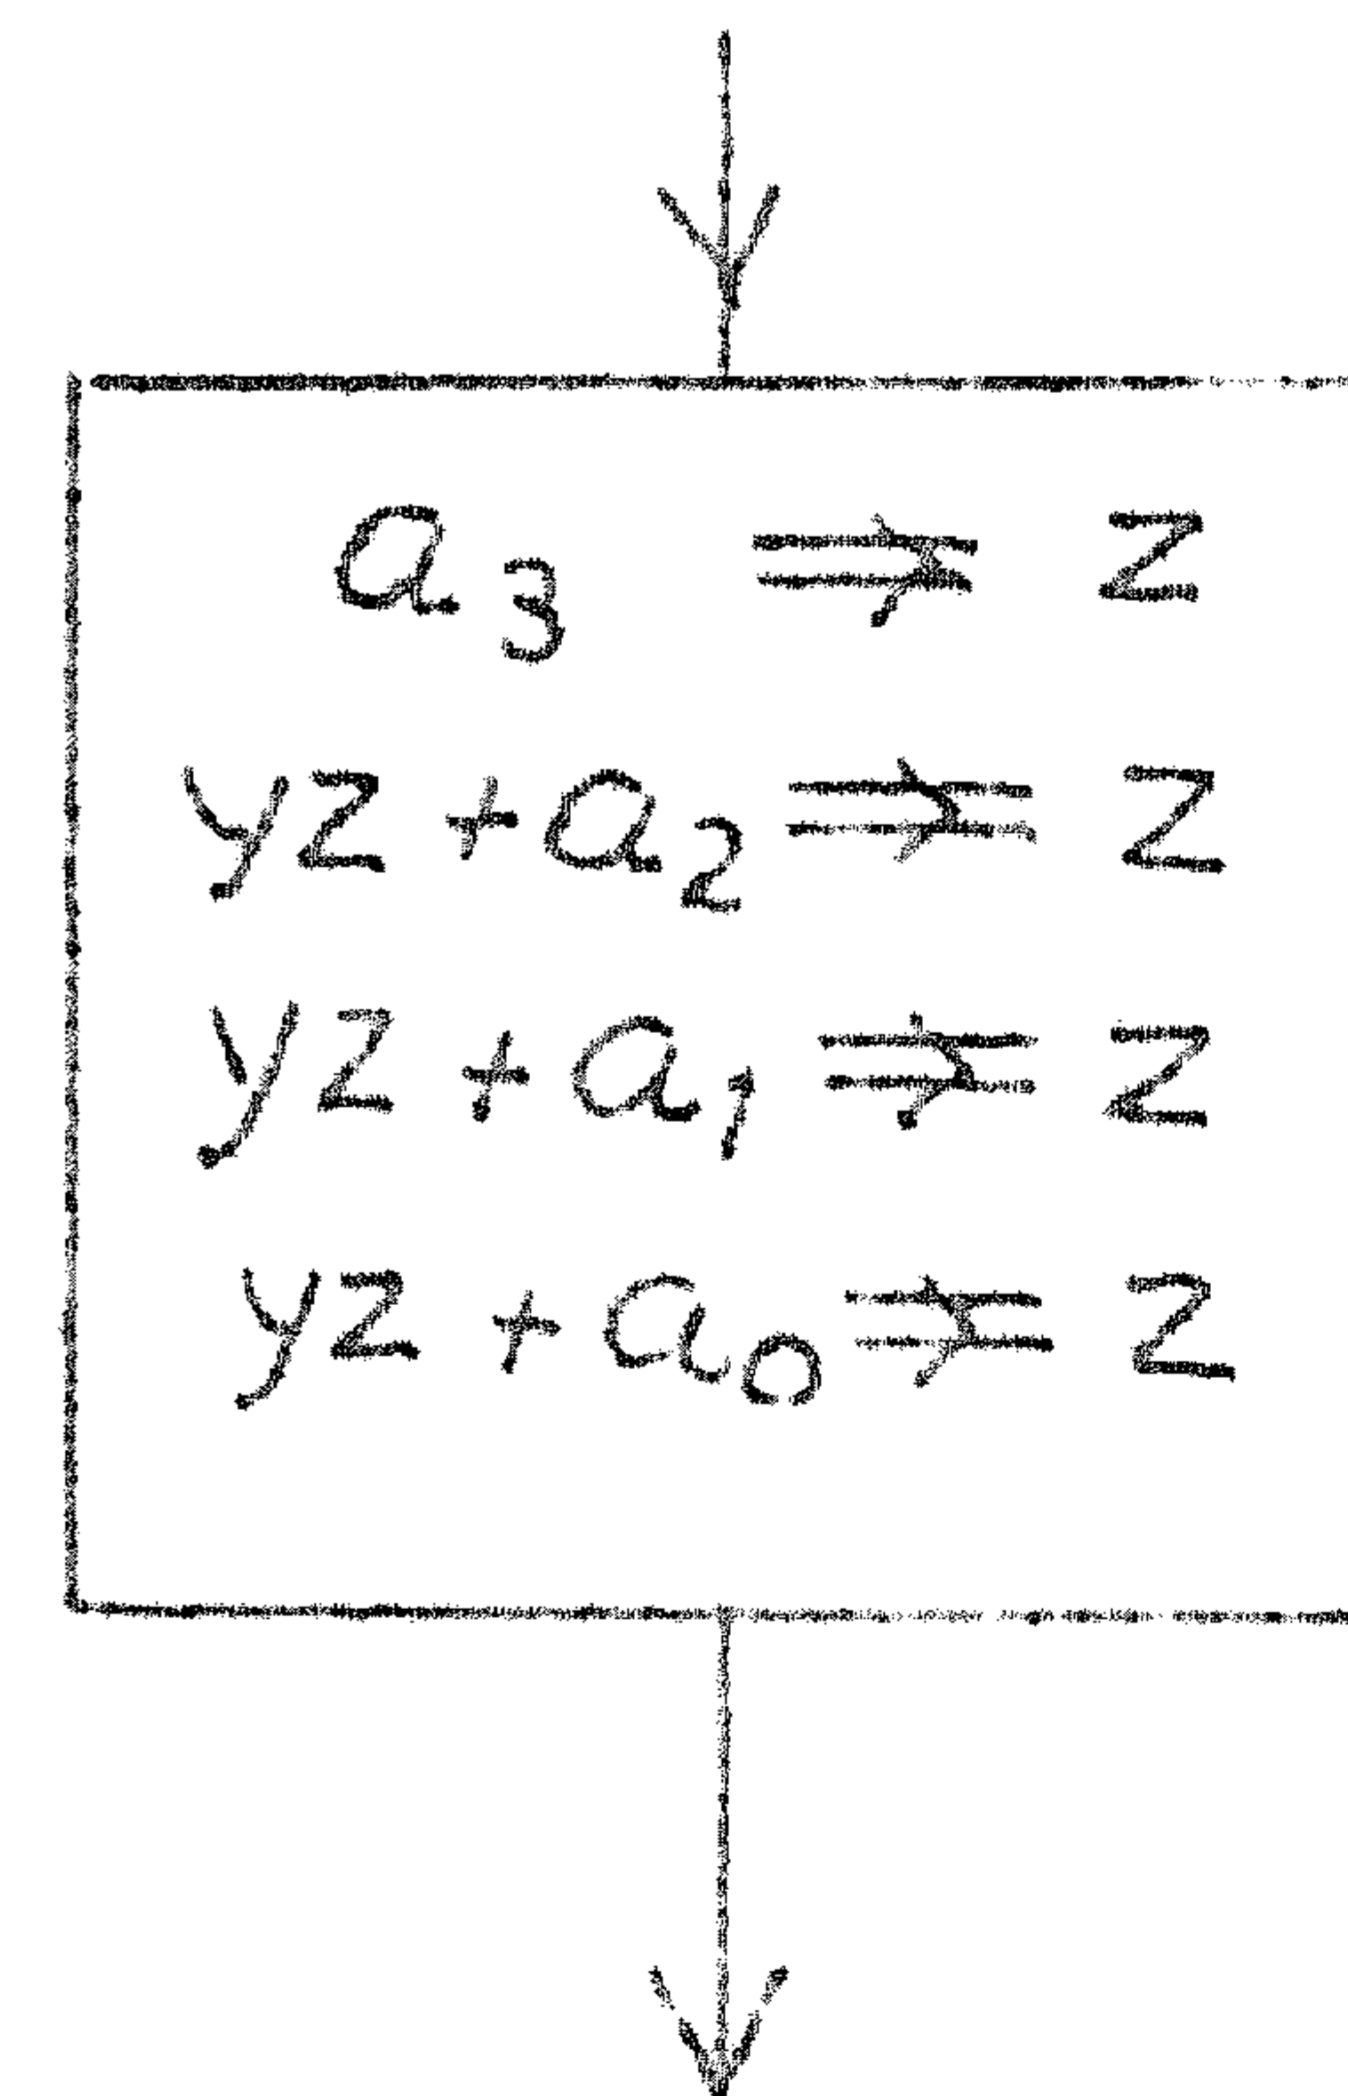 a₃ ⇒ z
yz + a₂ ⇒ z
yz + a₁ ⇒ z
yz + a₀ ⇒ z